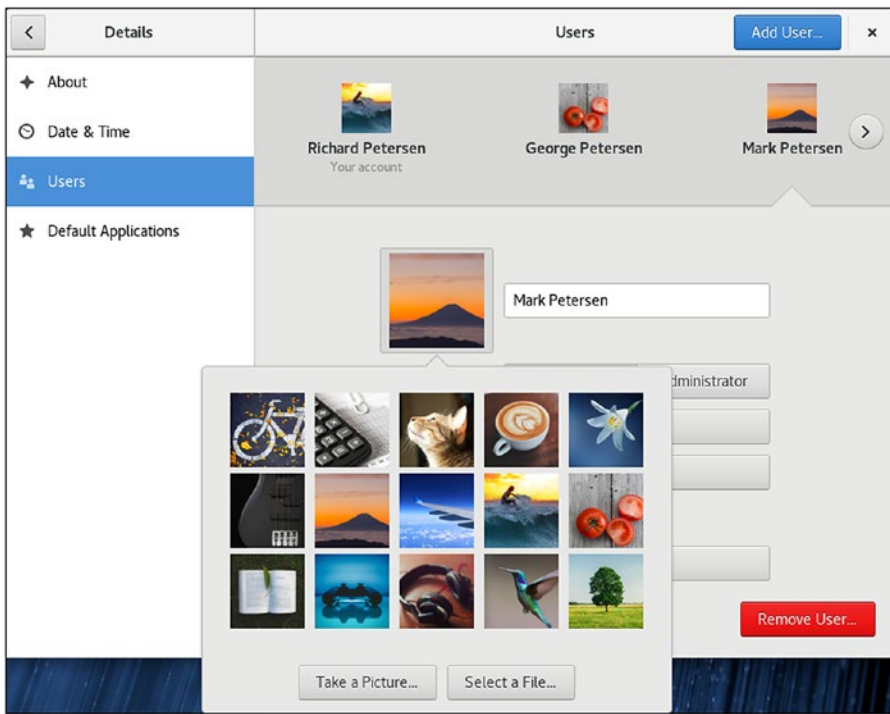 Details
Users
Add User...
×
About
Date & Time
Users
Default Applications
Richard Petersen
Your account
George Petersen
Mark Petersen
Mark Petersen
dministrator
Take a Picture...
Select a File...
Remove User...